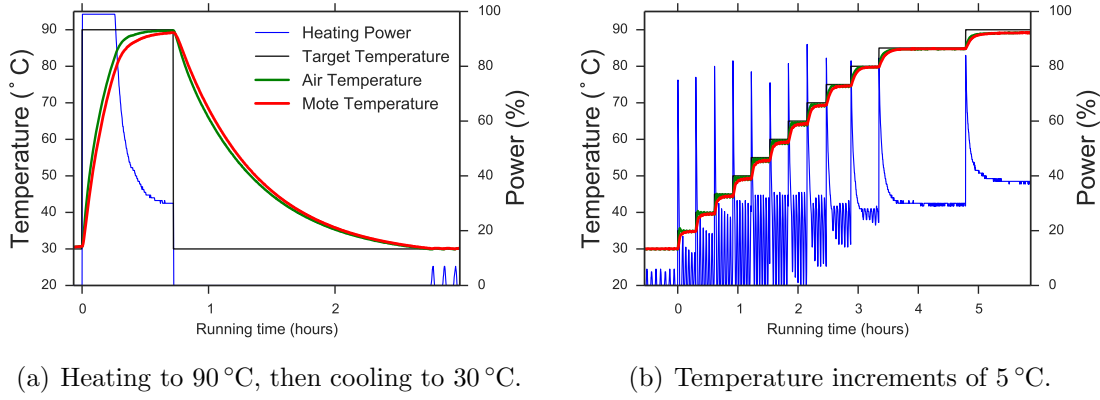 90
80
70
60
50
40
30
20
Temperature (°C)
100
80
60
40
20
0
Power (%)
Heating Power
Target Temperature
Air Temperature
Mote Temperature
0 1 2
Running time (hours)
90
80
70
60
50
40
30
20
Temperature (°C)
100
80
60
40
20
0
Power (%)
0 1 2 3 4 5
Running time (hours)
(a) Heating to 90 °C, then cooling to 30 °C.
(b) Temperature increments of 5 °C.